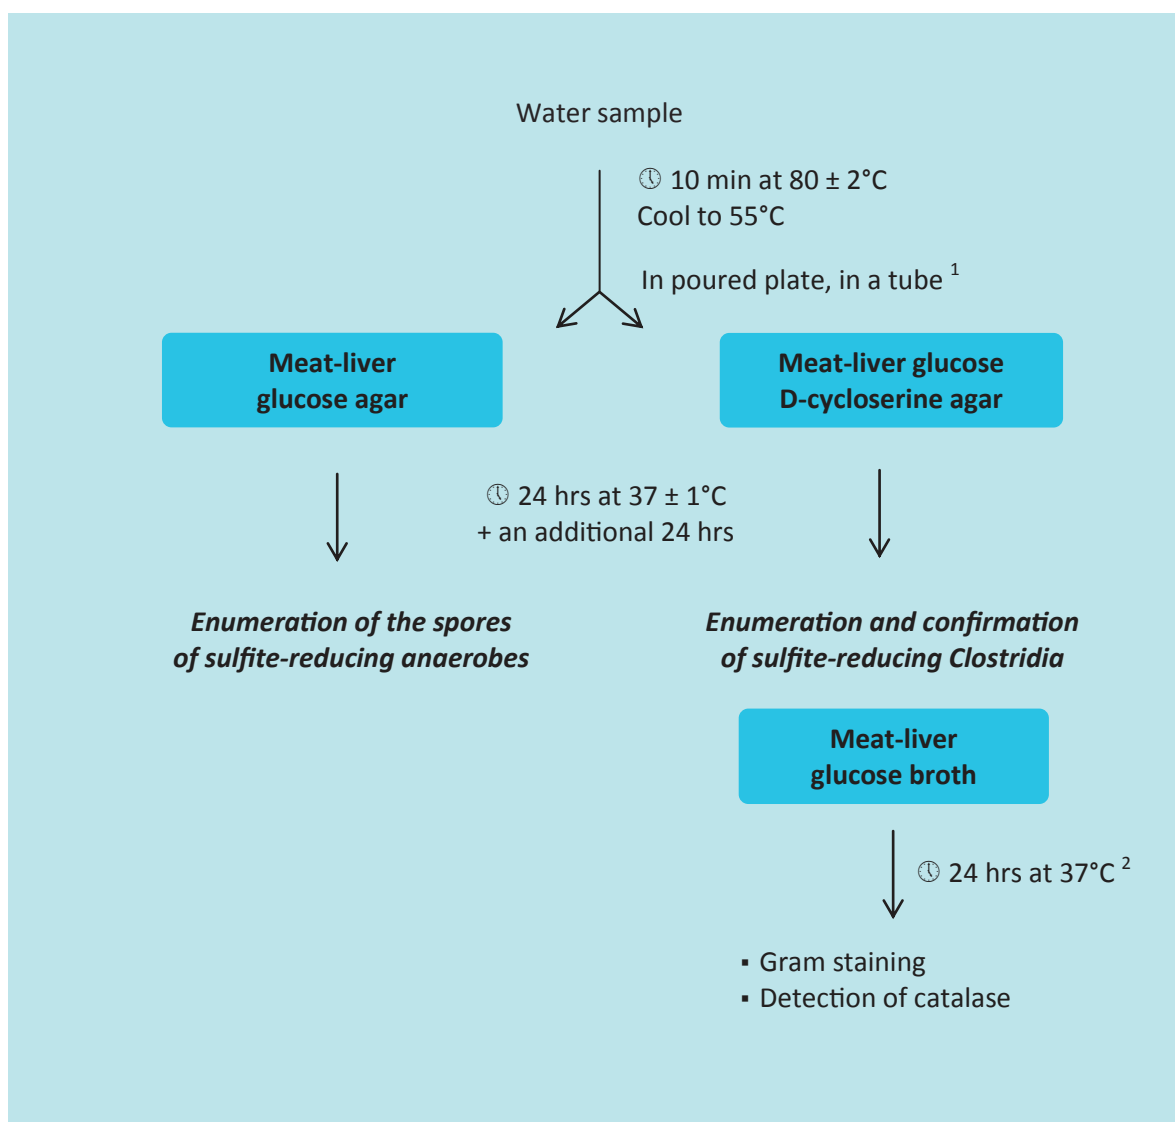 Water sample
🕔 10 min at 80 ± 2°C
Cool to 55°C
In poured plate, in a tube ¹
Meat-liver
glucose agar
Meat-liver glucose
D-cycloserine agar
🕔 24 hrs at 37 ± 1°C
+ an additional 24 hrs
Enumeration of the spores
of sulfite-reducing anaerobes
Enumeration and confirmation
of sulfite-reducing Clostridia
Meat-liver
glucose broth
🕔 24 hrs at 37°C ²
▪ Gram staining
▪ Detection of catalase